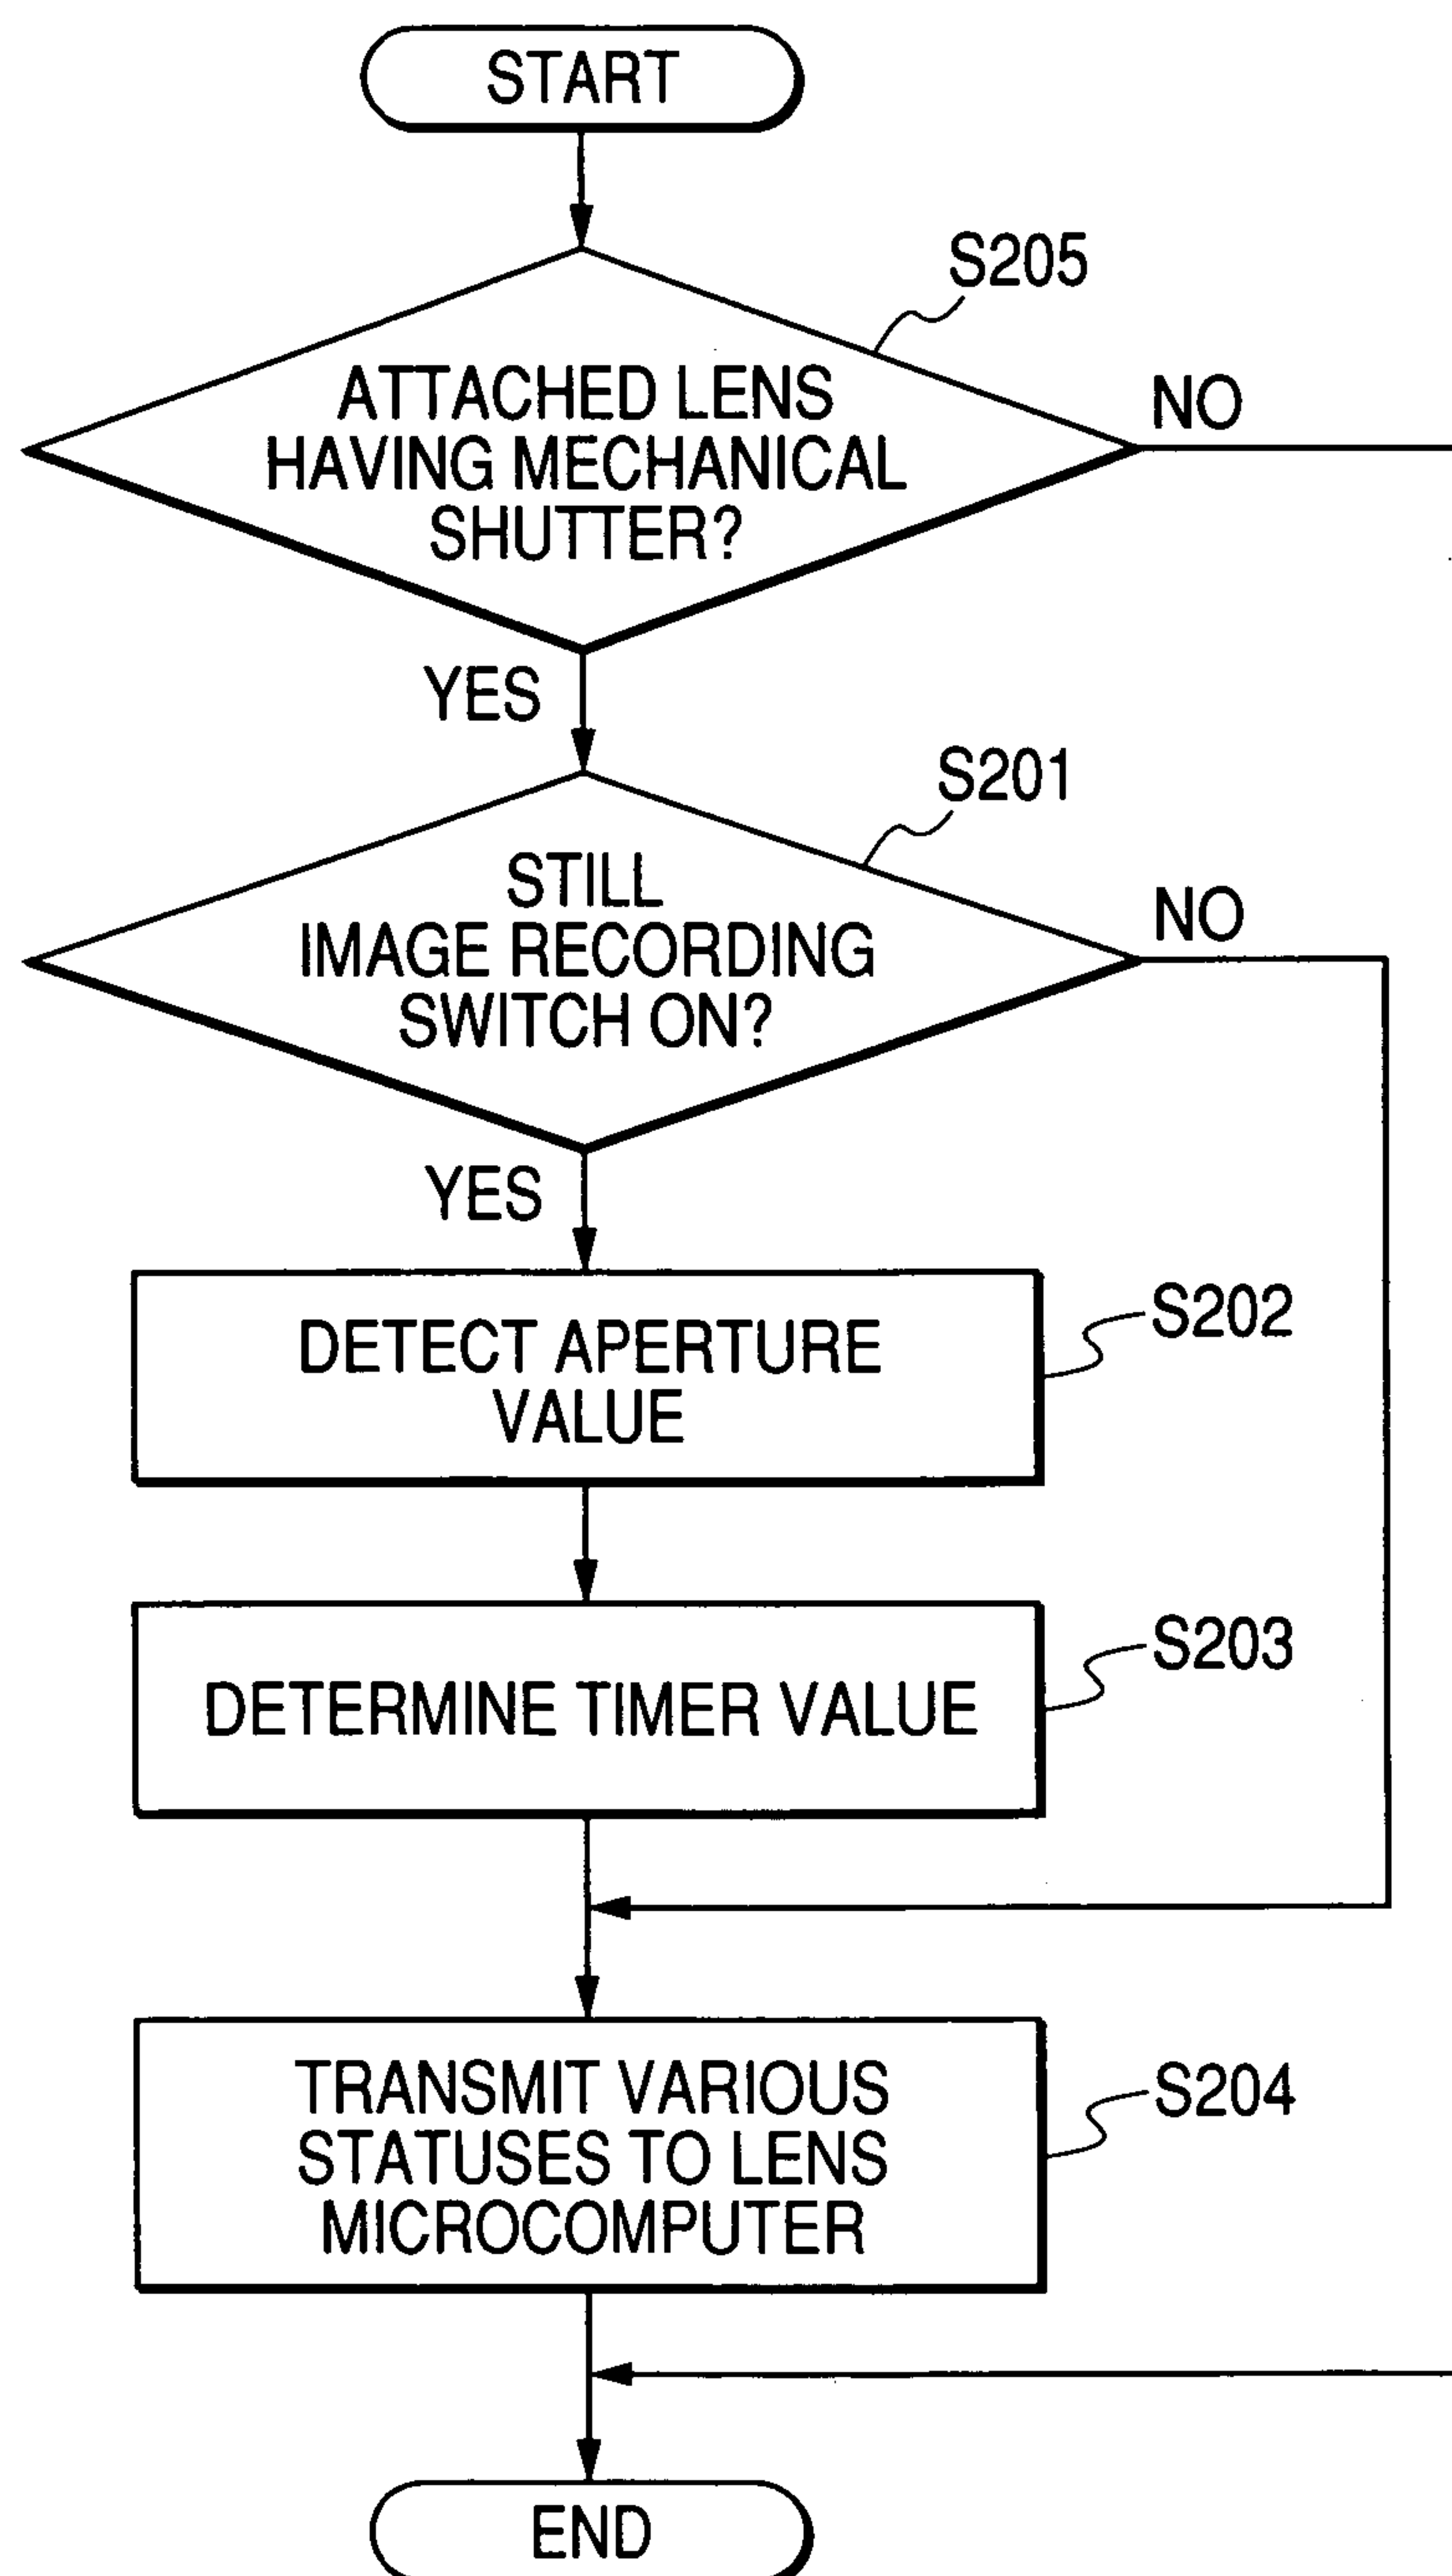 START
S205
ATTACHED LENS
HAVING MECHANICAL
SHUTTER?
NO
YES
S201
STILL
IMAGE RECORDING
SWITCH ON?
NO
YES
S202
DETECT APERTURE
VALUE
S203
DETERMINE TIMER VALUE
S204
TRANSMIT VARIOUS
STATUSES TO LENS
MICROCOMPUTER
END